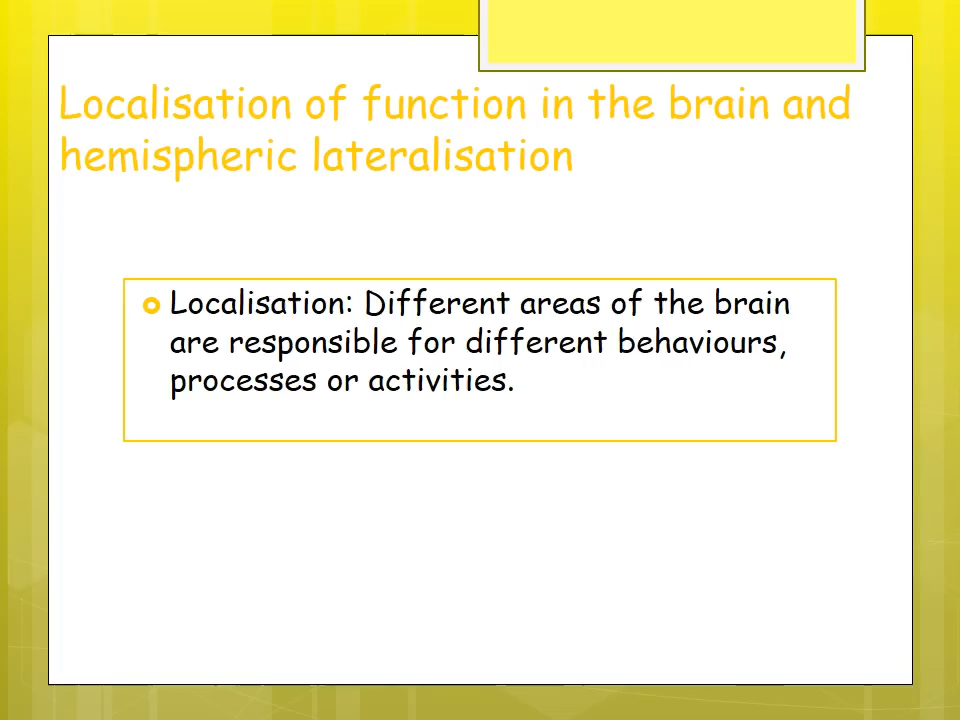 Localisation of function in the brain and
hemispheric lateralisation
Localisation: Different areas of the brain
are responsible for different behaviours,
processes or activities.